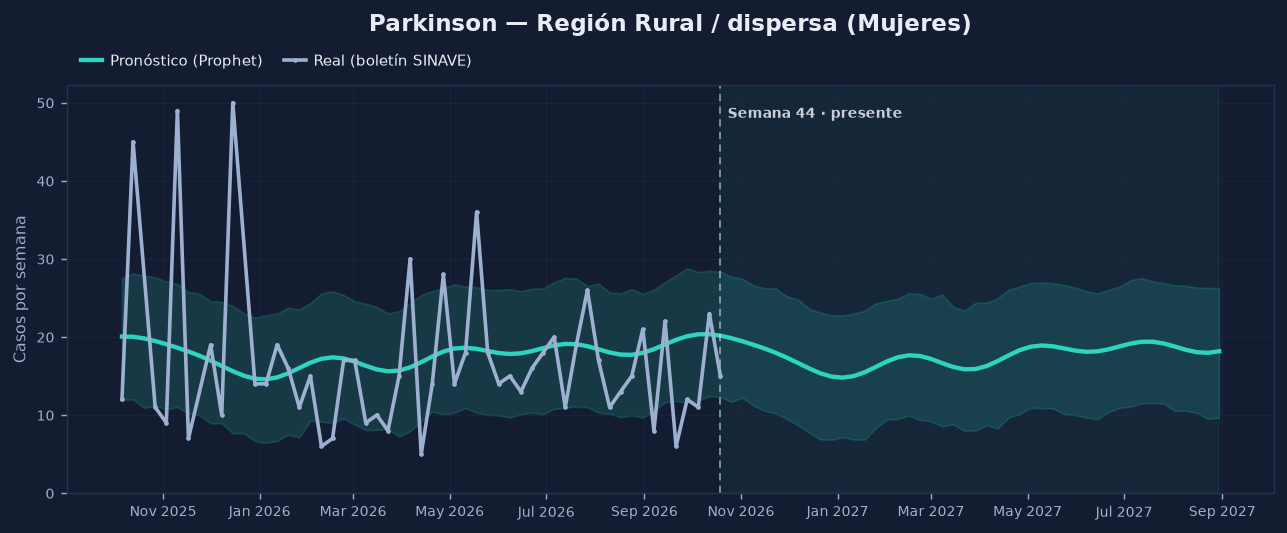 Parkinson — Región Rural / dispersa (Mujeres)
Pronóstico (Prophet)
Real (boletín SINAVE)
Semana 44 · presente
Casos por semana
50
40
30
20
10
0
Nov 2025
Jan 2026
Mar 2026
May 2026
Jul 2026
Sep 2026
Nov 2026
Jan 2027
Mar 2027
May 2027
Jul 2027
Sep 2027